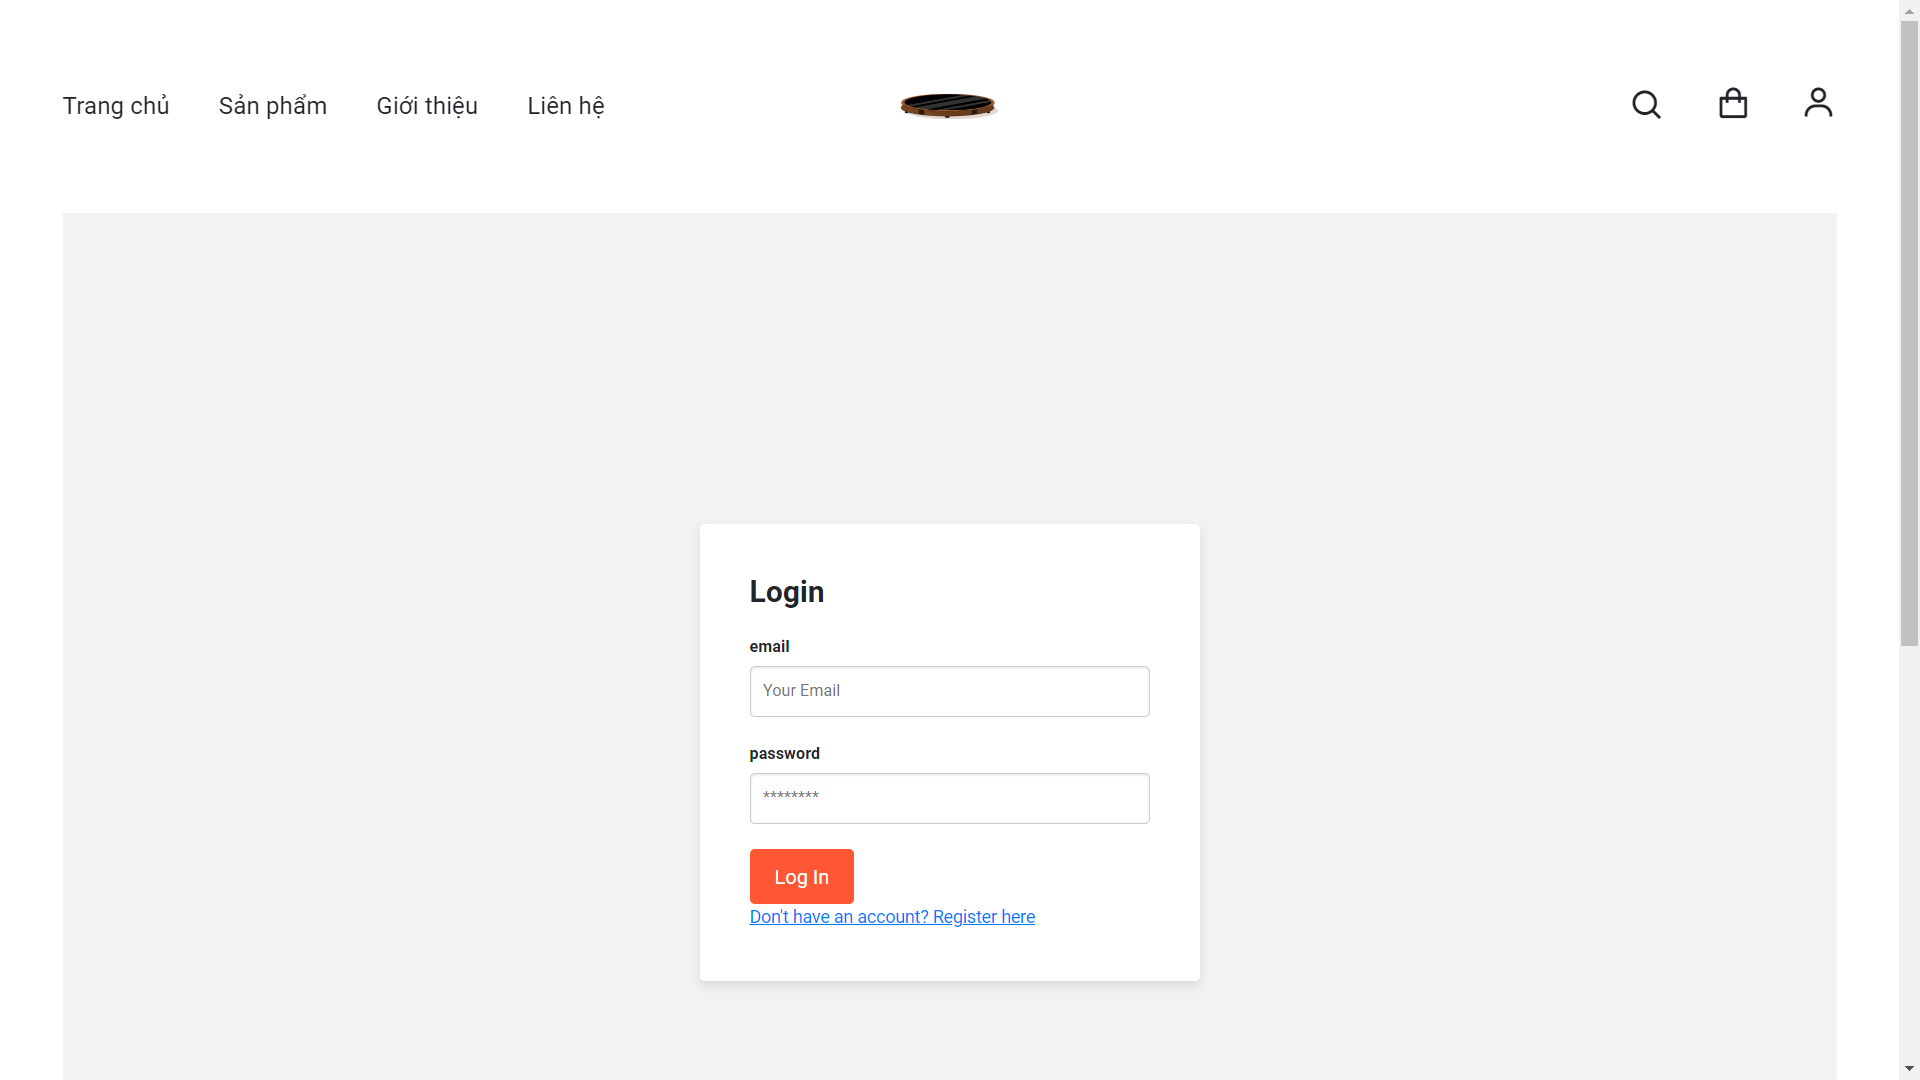 Trang chủ
Sản phẩm
Giới thiệu
Liên hệ
Login
email
Your Email
password
********
Log In
Don't have an account? Register here